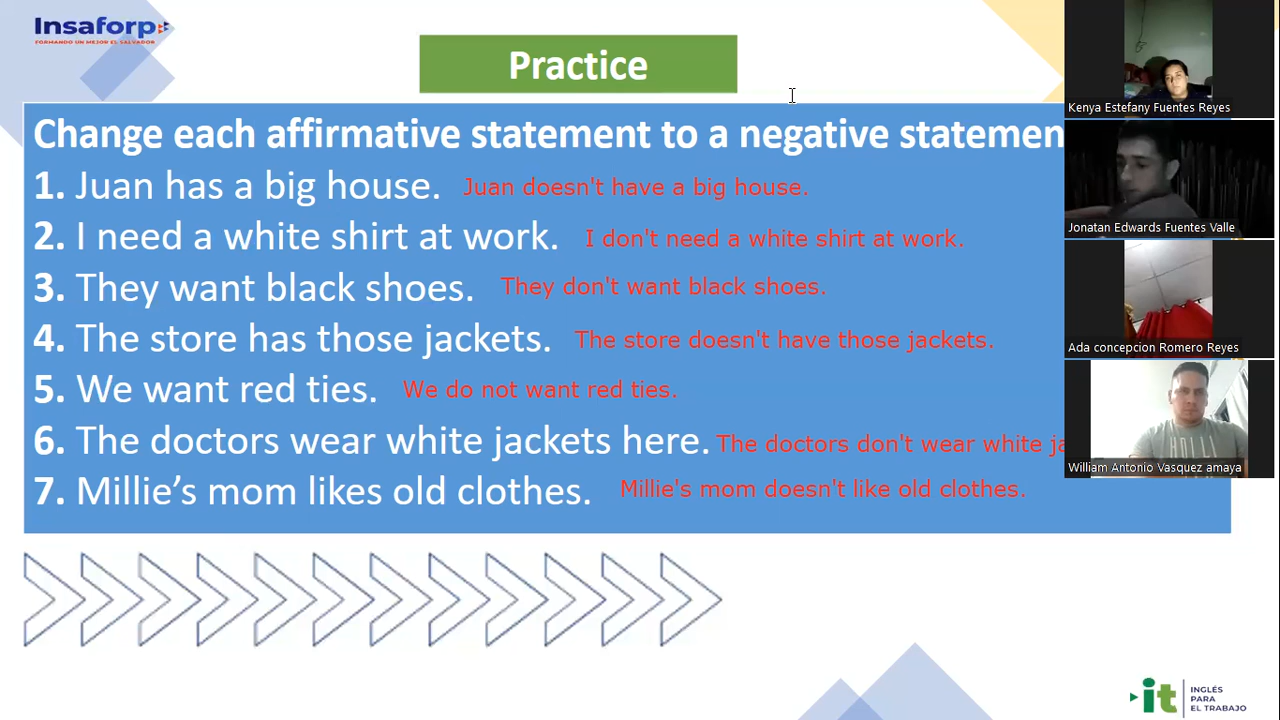 Insaforp
FORMANDO UN MEJOR EL SALVADOR
Practice
Change each affirmative statement to a negative statemen
1. Juan has a big house. Juan doesn't have a big house.
2. I need a white shirt at work. I don't need a white shirt at work.
3. They want black shoes. They don't want black shoes.
4. The store has those jackets. The store doesn't have those jackets.
5. We want red ties. We do not want red ties.
6. The doctors wear white jackets here. The doctors don't wear white ja
7. Millie’s mom likes old clothes. Millie's mom doesn't like old clothes.
Kenya Estefany Fuentes Reyes
Jonatan Edwards Fuentes Valle
Ada concepcion Romero Reyes
HOLLI
William Antonio Vasquez amaya
it
INGLÉS
PARA
EL TRABAJO